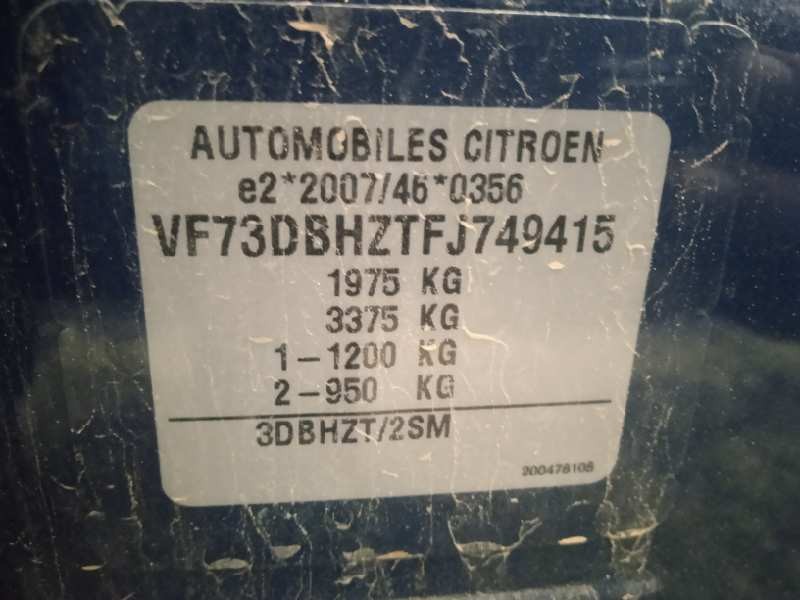 AUTOMOBILES CITROEN
e2*2007/46*0356
VF73DBHZTFJ749415
1975 KG
3375 KG
1-1200 KG
2-950 KG
3DBHZT/2SM
200478108